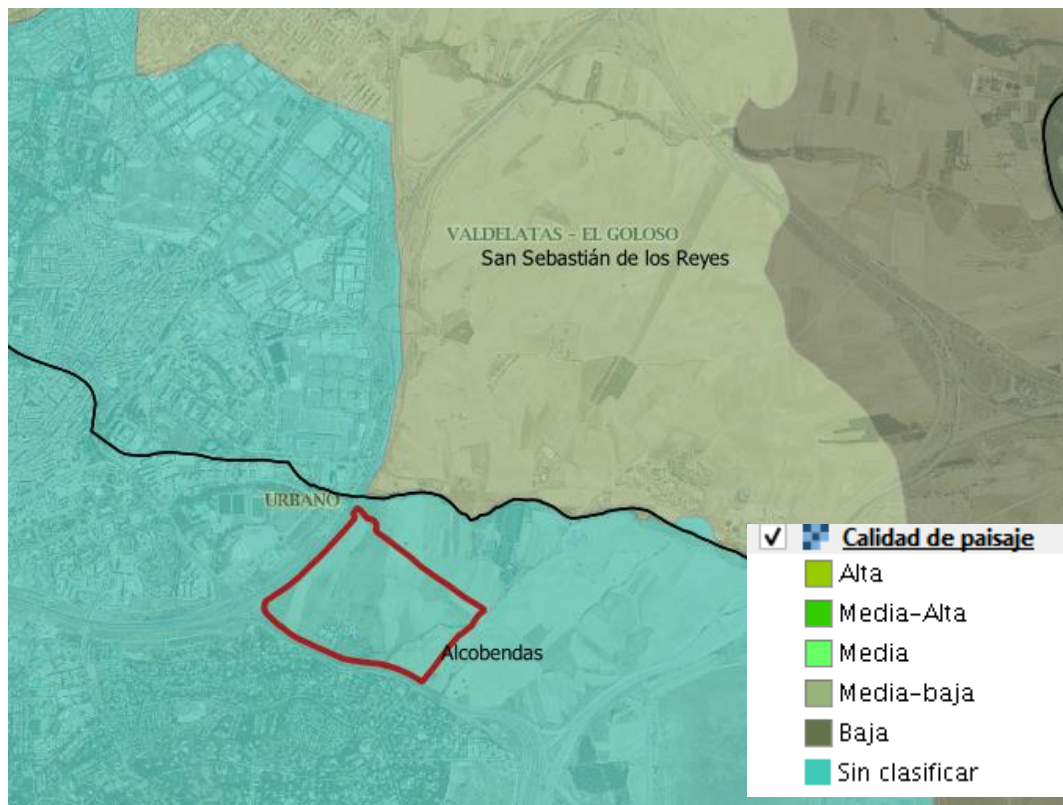 VALDELATAS - EL GOLOSO
San Sebastián de los Reyes
URBANO
Alcobendas
Calidad de paisaje
Alta
Media-Alta
Media
Media-baja
Baja
Sin clasificar